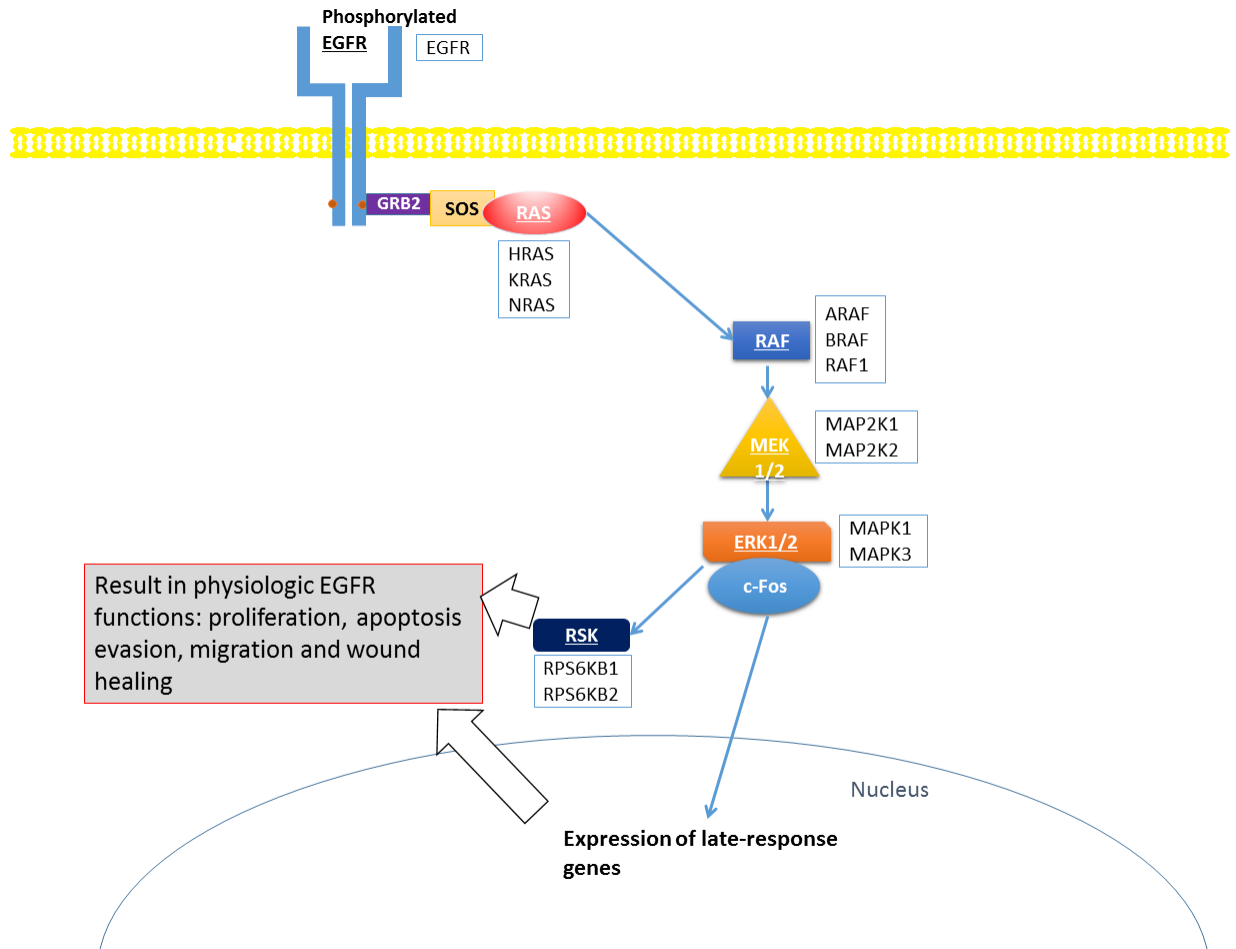 Phosphorylated
EGFR
EGFR
GRB2
SOS
RAS
HRAS
KRAS
NRAS
RAF
ARAF
BRAF
RAF1
MEK
1/2
MAP2K1
MAP2K2
ERK1/2
MAPK1
MAPK3
c-Fos
RSK
RPS6KB1
RPS6KB2
Result in physiologic EGFR
functions: proliferation, apoptosis
evasion, migration and wound
healing
Nucleus
Expression of late-response
genes